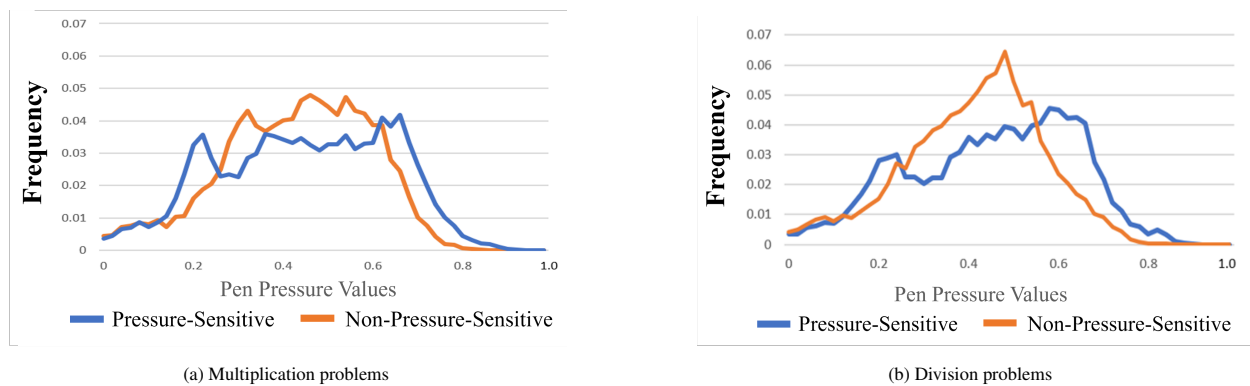 0.07
0.06
0.05
0.04
0.03
0.02
0.01
0
Frequency
0 0.2 0.4 0.6 0.8 1.0
Pen Pressure Values
Pressure-Sensitive Non-Pressure-Sensitive
(a) Multiplication problems
0.07
0.06
0.05
0.04
0.03
0.02
0.01
0
Frequency
0 0.2 0.4 0.6 0.8 1.0
Pen Pressure Values
Pressure-Sensitive Non-Pressure-Sensitive
(b) Division problems